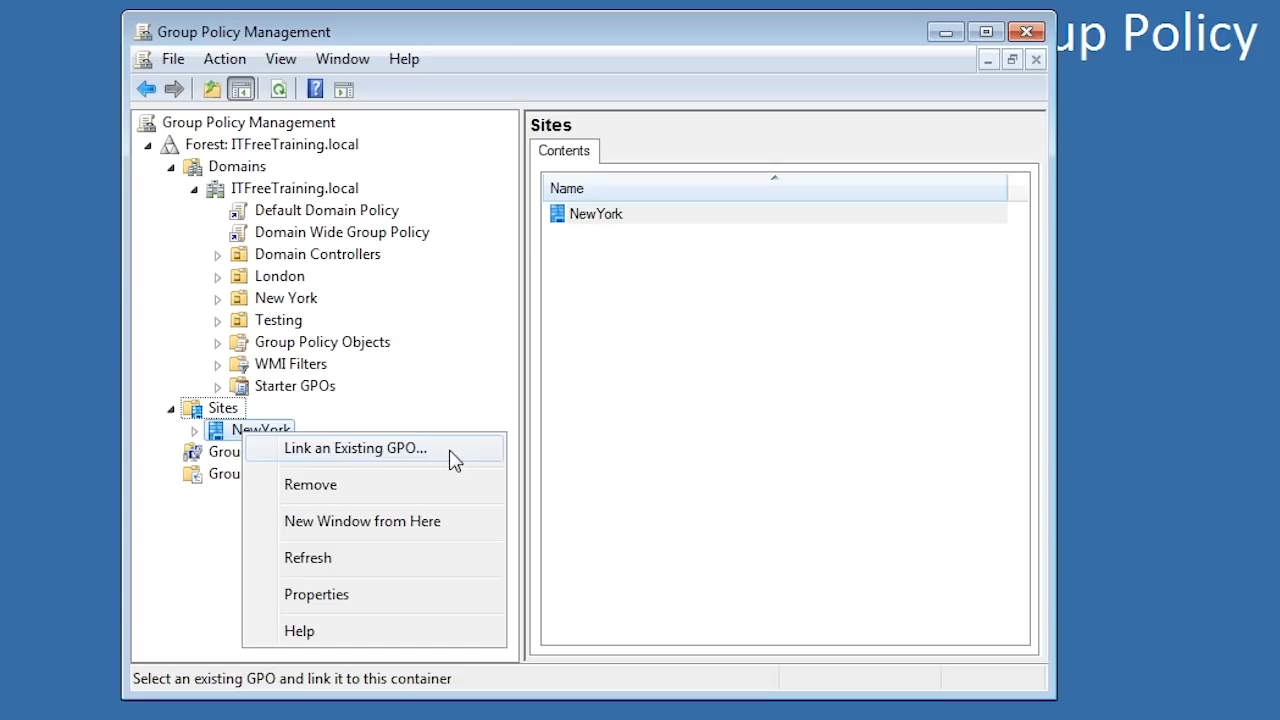 up Policy
Group Policy Management
File Action View Window Help
Group Policy Management
Forest: ITFreeTraining.local
Domains
ITFreeTraining.local
Default Domain Policy
Domain Wide Group Policy
Domain Controllers
London
New York
Testing
Group Policy Objects
WMI Filters
Starter GPOs
Sites
NewYork
Grou
Grou
Link an Existing GPO...
Remove
New Window from Here
Refresh
Properties
Help
Sites
Contents
Name
NewYork
Select an existing GPO and link it to this container